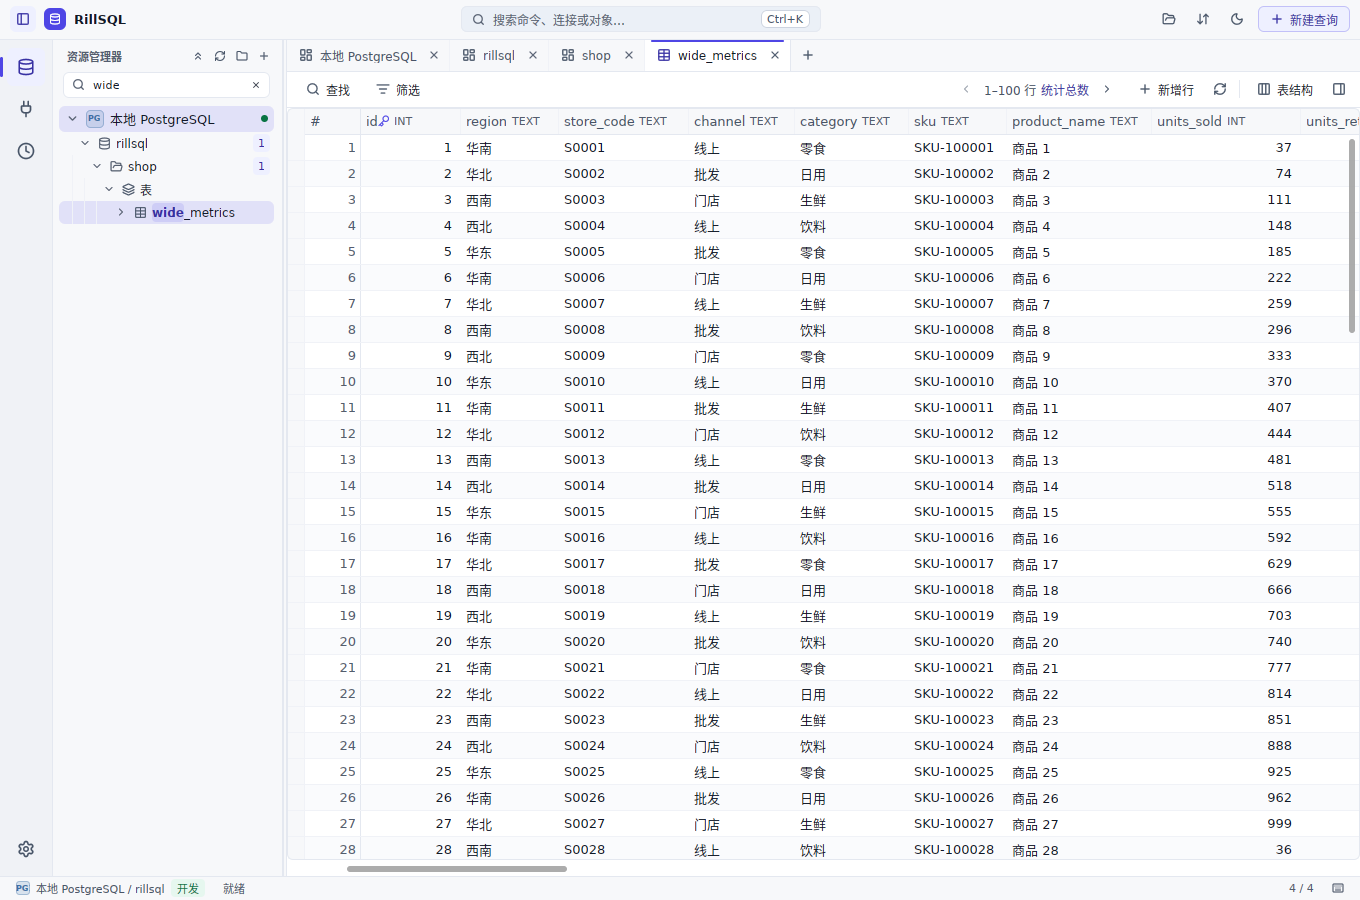 RillSQL
搜索命令、连接或对象...
Ctrl+K
新建查询
资源管理器
wide
PG 本地 PostgreSQL
rillsql 1
shop 1
表
wide_metrics
本地 PostgreSQL
rillsql
shop
wide_metrics
查找 筛选
1–100 行 统计总数
新增行
表结构
# id INT region TEXT store_code TEXT channel TEXT category TEXT sku TEXT product_name TEXT units_sold INT units_ret
1 1 华南 S0001 线上 零食 SKU-100001 商品 1 37
2 2 华北 S0002 批发 日用 SKU-100002 商品 2 74
3 3 西南 S0003 门店 生鲜 SKU-100003 商品 3 111
4 4 西北 S0004 线上 饮料 SKU-100004 商品 4 148
5 5 华东 S0005 批发 零食 SKU-100005 商品 5 185
6 6 华南 S0006 门店 日用 SKU-100006 商品 6 222
7 7 华北 S0007 线上 生鲜 SKU-100007 商品 7 259
8 8 西南 S0008 批发 饮料 SKU-100008 商品 8 296
9 9 西北 S0009 门店 零食 SKU-100009 商品 9 333
10 10 华东 S0010 线上 日用 SKU-100010 商品 10 370
11 11 华南 S0011 批发 生鲜 SKU-100011 商品 11 407
12 12 华北 S0012 门店 饮料 SKU-100012 商品 12 444
13 13 西南 S0013 线上 零食 SKU-100013 商品 13 481
14 14 西北 S0014 批发 日用 SKU-100014 商品 14 518
15 15 华东 S0015 门店 生鲜 SKU-100015 商品 15 555
16 16 华南 S0016 线上 饮料 SKU-100016 商品 16 592
17 17 华北 S0017 批发 零食 SKU-100017 商品 17 629
18 18 西南 S0018 门店 日用 SKU-100018 商品 18 666
19 19 西北 S0019 线上 生鲜 SKU-100019 商品 19 703
20 20 华东 S0020 批发 饮料 SKU-100020 商品 20 740
21 21 华南 S0021 门店 零食 SKU-100021 商品 21 777
22 22 华北 S0022 线上 日用 SKU-100022 商品 22 814
23 23 西南 S0023 批发 生鲜 SKU-100023 商品 23 851
24 24 西北 S0024 门店 饮料 SKU-100024 商品 24 888
25 25 华东 S0025 线上 零食 SKU-100025 商品 25 925
26 26 华南 S0026 批发 日用 SKU-100026 商品 26 962
27 27 华北 S0027 门店 生鲜 SKU-100027 商品 27 999
28 28 西南 S0028 线上 饮料 SKU-100028 商品 28 36
PG 本地 PostgreSQL / rillsql 开发 就绪
4 / 4